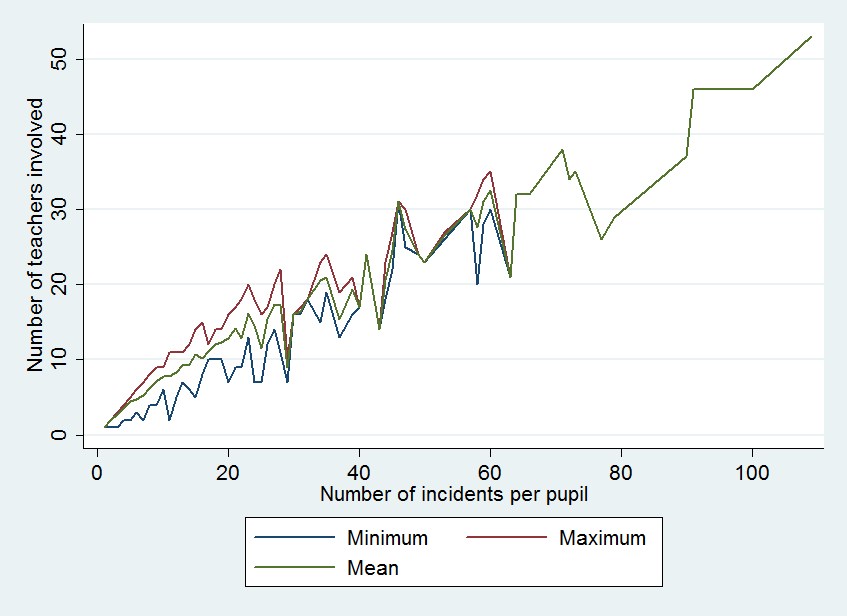 Number of teachers involved
50
40
30
20
10
0
0 20 40 60 80 100
Number of incidents per pupil
Minimum Maximum
Mean